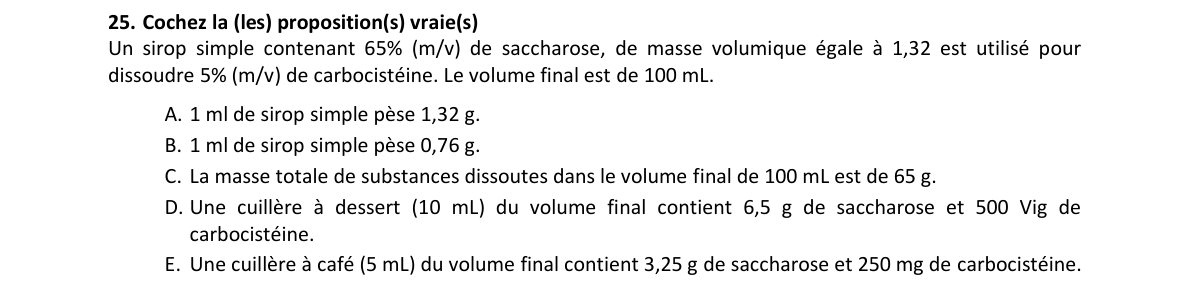 25. Cochez la (les) proposition(s) vraie(s)
Un sirop simple contenant 65% (m/v) de saccharose, de masse volumique égale à 1,32 est utilisé pour
dissoudre 5% (m/v) de carbocistéine. Le volume final est de 100 mL.
A. 1 ml de sirop simple pèse 1,32 g.
B. 1 ml de sirop simple pèse 0,76 g.
C. La masse totale de substances dissoutes dans le volume final de 100 mL est de 65 g.
D. Une cuillère à dessert (10 mL) du volume final contient 6,5 g de saccharose et 500 Vig de
carbocistéine.
E. Une cuillère à café (5 mL) du volume final contient 3,25 g de saccharose et 250 mg de carbocistéine.